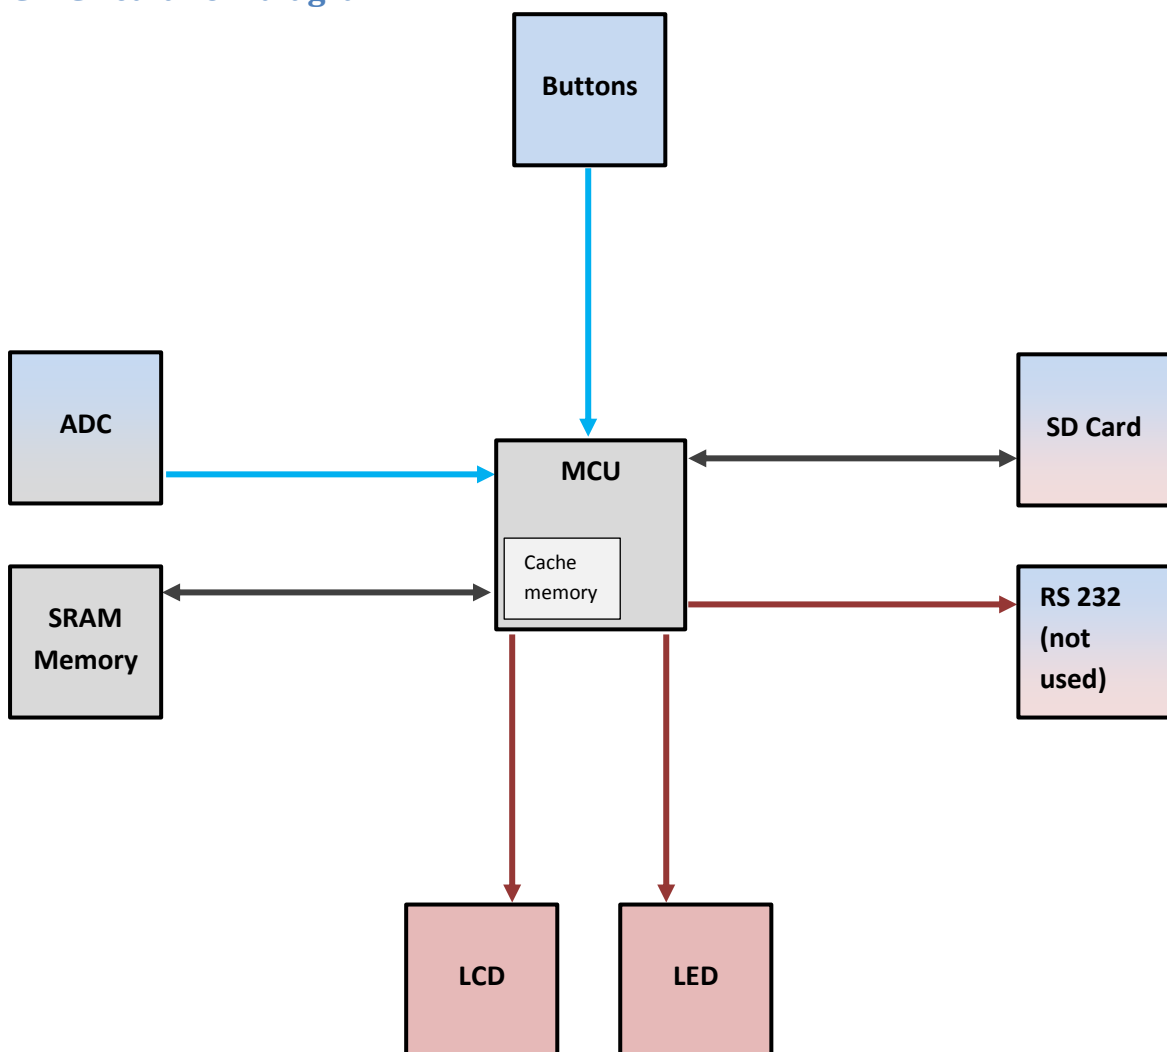 Buttons
ADC
MCU
SD Card
Cache
memory
SRAM
Memory
RS 232
(not
used)
LCD
LED